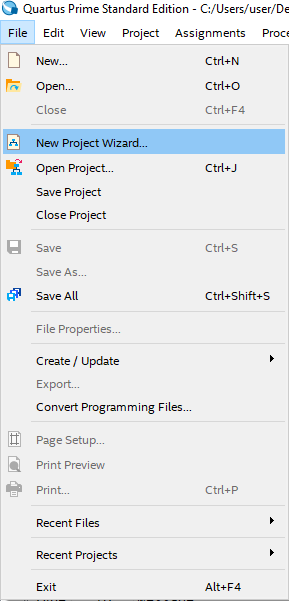 Quartus Prime Standard Edition - C:/Users/user/De
File Edit View Project Assignments Proce
New... Ctrl+N
Open... Ctrl+O
Close Ctrl+F4
New Project Wizard...
Open Project... Ctrl+J
Save Project
Close Project
Save Ctrl+S
Save As...
Save All Ctrl+Shift+S
File Properties...
Create / Update
Export...
Convert Programming Files...
Page Setup...
Print Preview
Print... Ctrl+P
Recent Files
Recent Projects
Exit Alt+F4